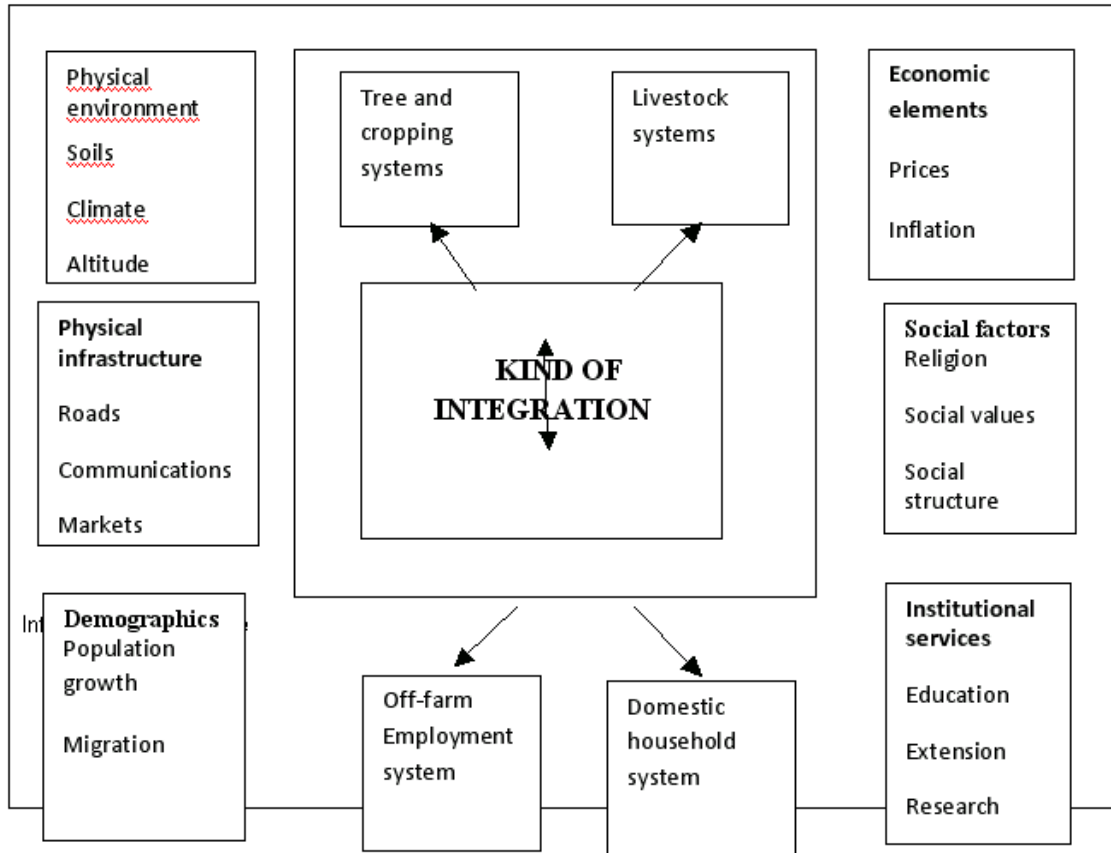 Physical
environment
Soils
Climate
Altitude
Tree and
cropping
systems
Livestock
systems
Economic
elements
Prices
Inflation
Physical
infrastructure
Roads
Communications
Markets
KIND OF
INTEGRATION
Social factors
Religion
Social values
Social
structure
Demographics
Population
growth
Migration
Off-farm
Employment
system
Domestic
household
system
Institutional
services
Education
Extension
Research